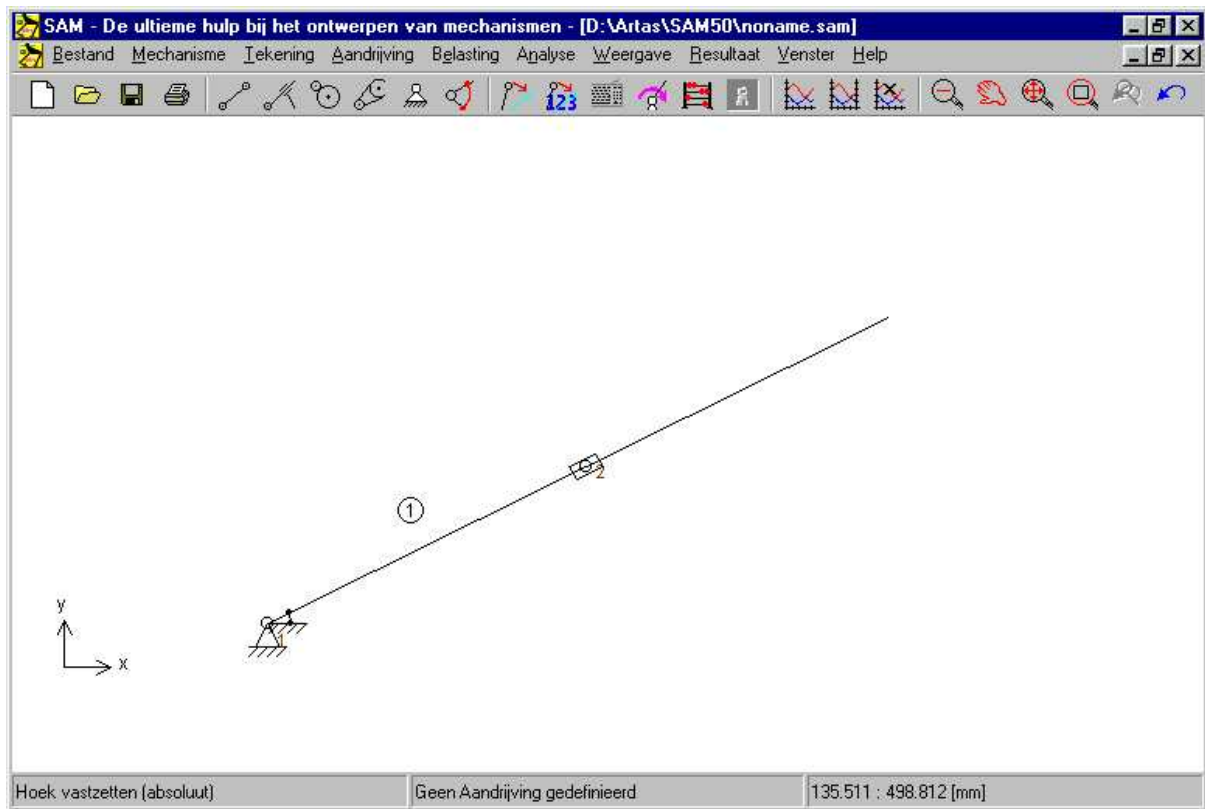 SAM - De ultieme hulp bij het ontwerpen van mechanismen - [D:\Artas\SAM50\noname.sam]
Bestand Mechanisme Tekening Aandrijving Belasting Analyse Weergave Resultaat Venster Help
123
2
1
1
y
x
Hoek vastzetten (absoluut) Geen Aandrijving gedefinieerd 135.511 : 498.812 [mm]